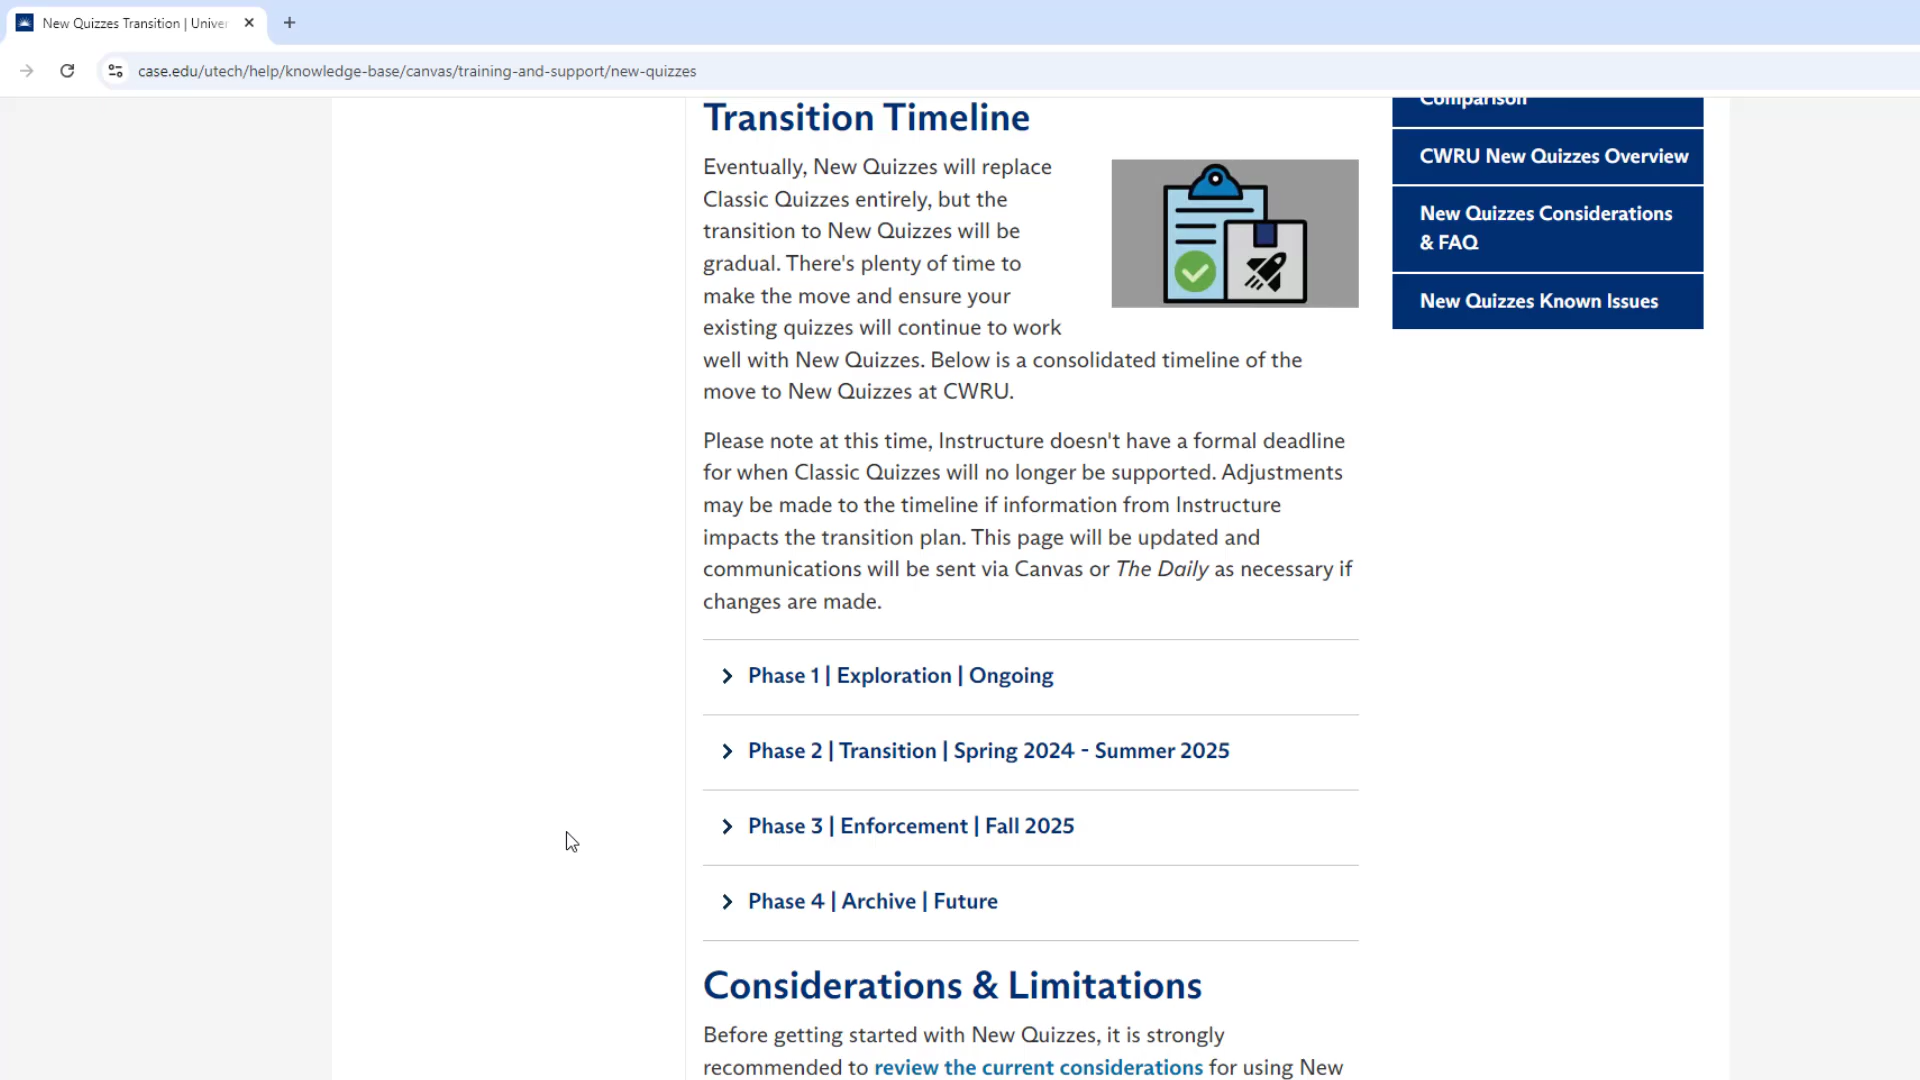 New Quizzes Transition | Univer
case.edu/utech/help/knowledge-base/canvas/training-and-support/new-quizzes
Transition Timeline
Eventually, New Quizzes will replace
Classic Quizzes entirely, but the
transition to New Quizzes will be
gradual. There's plenty of time to
make the move and ensure your
existing quizzes will continue to work
well with New Quizzes. Below is a consolidated timeline of the
move to New Quizzes at CWRU.
Please note at this time, Instructure doesn't have a formal deadline
for when Classic Quizzes will no longer be supported. Adjustments
may be made to the timeline if information from Instructure
impacts the transition plan. This page will be updated and
communications will be sent via Canvas or The Daily as necessary if
changes are made.
Phase 1 | Exploration | Ongoing
Phase 2 | Transition | Spring 2024 - Summer 2025
Phase 3 | Enforcement | Fall 2025
Phase 4 | Archive | Future
Considerations & Limitations
Before getting started with New Quizzes, it is strongly
recommended to review the current considerations for using New
Comparison
CWRU New Quizzes Overview
New Quizzes Considerations
& FAQ
New Quizzes Known Issues